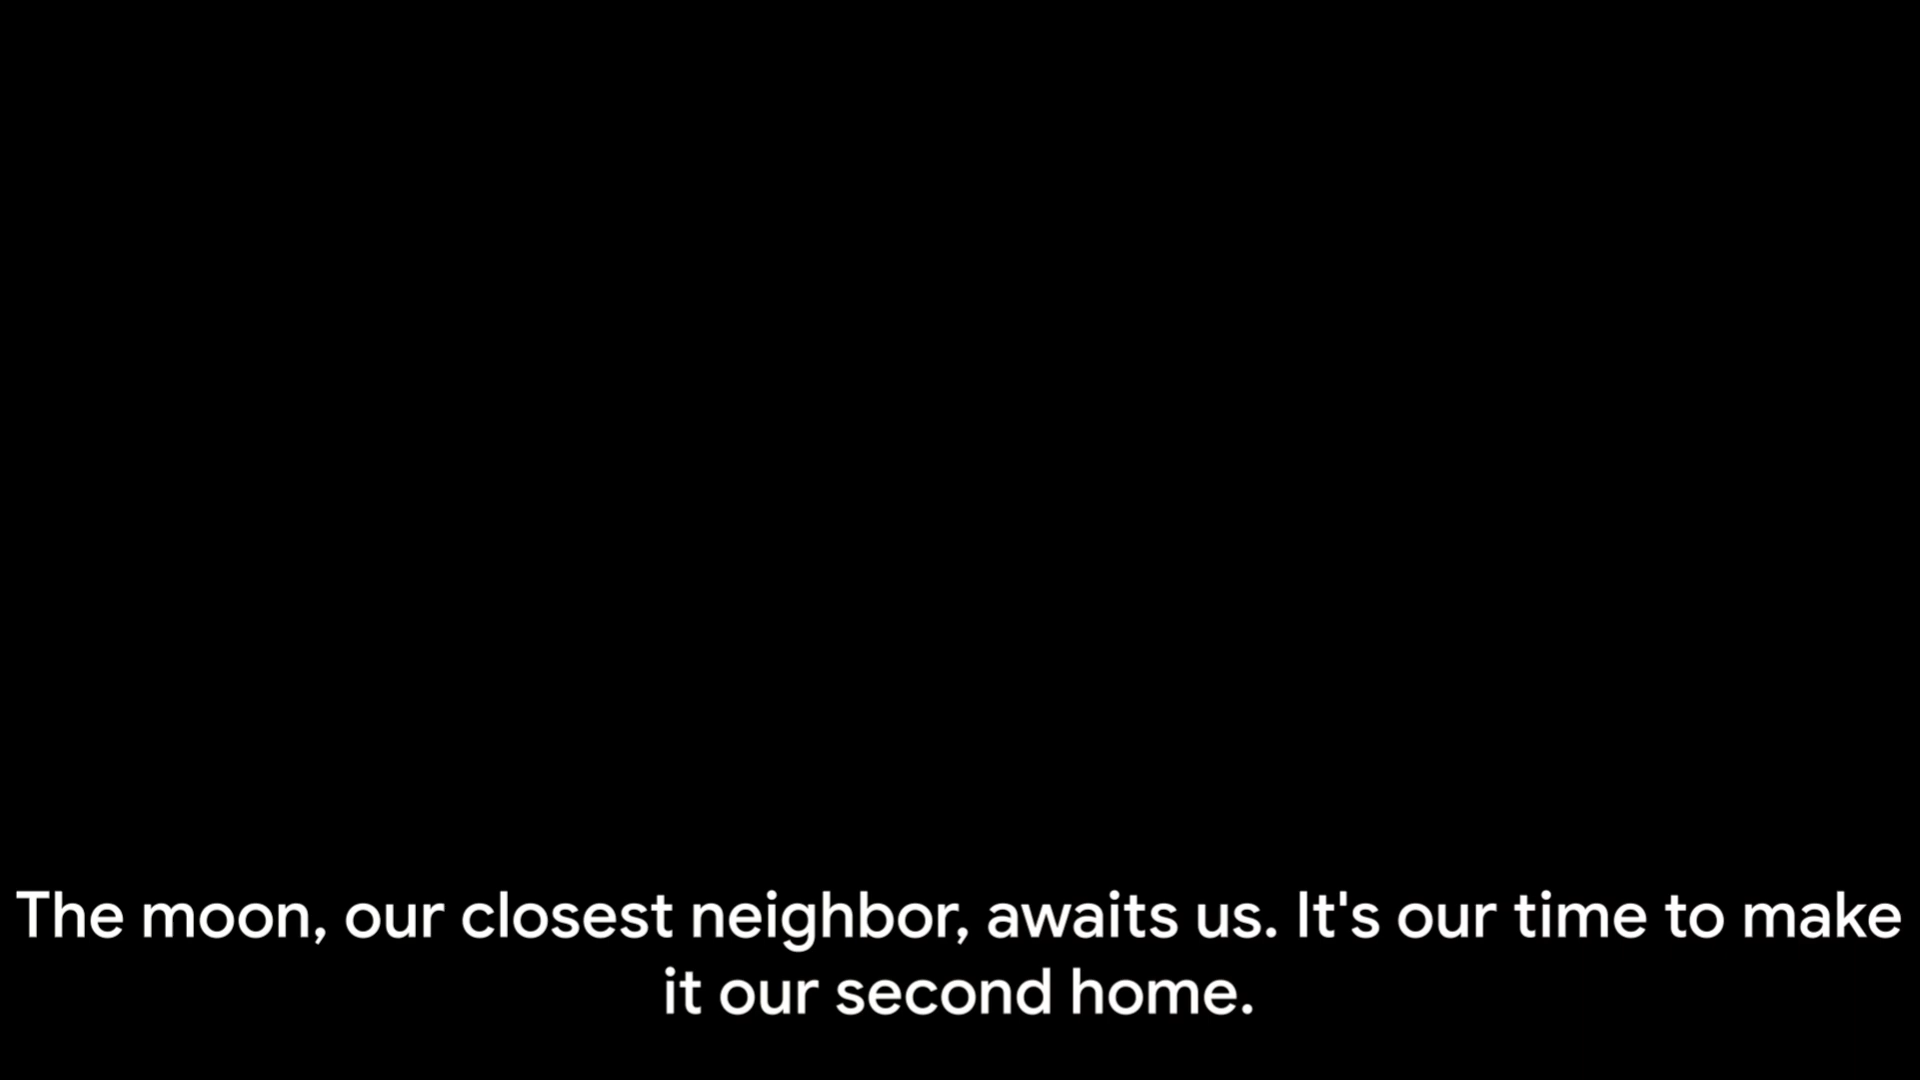 The moon, our closest neighbor, awaits us. It's our time to make
it our second home.